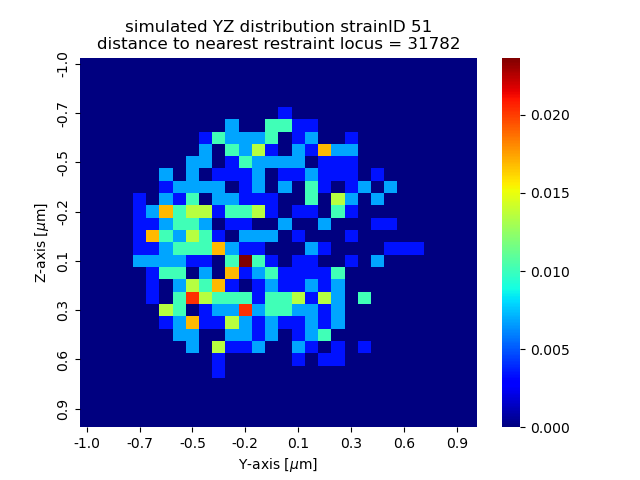 simulated YZ distribution strainID 51
distance to nearest restraint locus = 31782
-1.0
-0.7
-0.5
-0.2
0.1
0.3
0.6
0.9
Z-axis [μm]
-1.0 -0.7 -0.5 -0.2 0.1 0.3 0.6 0.9
Y-axis [μm]
0.020
0.015
0.010
0.005
0.000